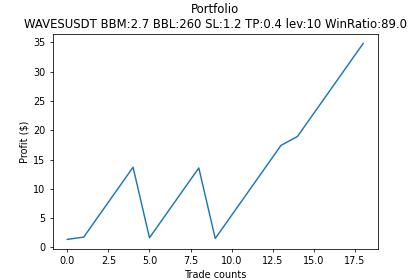 Portfolio
WAVESUSDT BBM:2.7 BBL:260 SL:1.2 TP:0.4 lev:10 WinRatio:89.0
35
30
25
20
15
10
5
0
Profit ($)
0.0 2.5 5.0 7.5 10.0 12.5 15.0 17.5
Trade counts